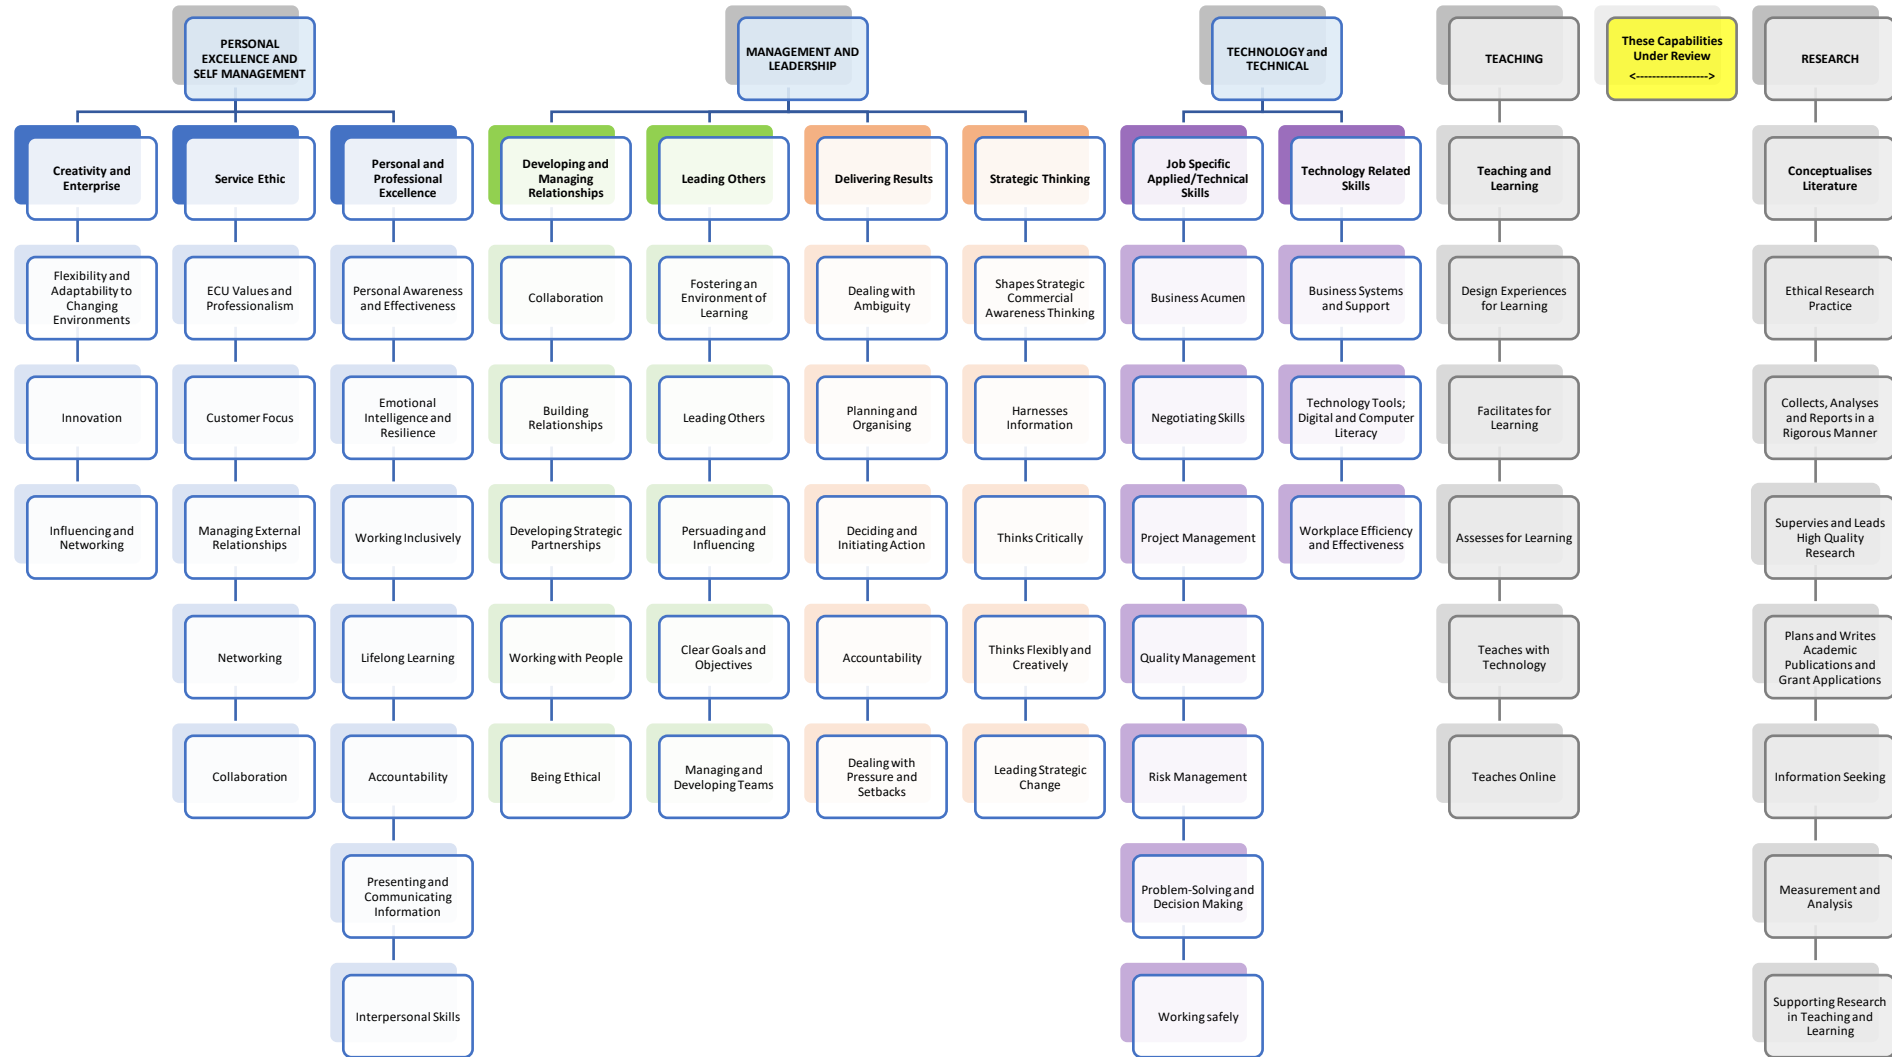 PERSONAL
EXCELLENCE AND
SELF MANAGEMENT
MANAGEMENT AND
LEADERSHIP
TECHNOLOGY and
TECHNICAL
TEACHING
These Capabilities
Under Review
<------------------->
RESEARCH
Creativity and
Enterprise
Service Ethic
Personal and
Professional
Excellence
Developing and
Managing
Relationships
Leading Others
Delivering Results
Strategic Thinking
Job Specific
Applied/Technical
Skills
Technology Related
Skills
Teaching and
Learning
Conceptualises
Literature
Flexibility and
Adaptability to
Changing
Environments
ECU Values and
Professionalism
Personal Awareness
and Effectiveness
Collaboration
Fostering an
Environment of
Learning
Dealing with
Ambiguity
Shapes Strategic
Commercial
Awareness Thinking
Business Acumen
Business Systems
and Support
Design Experiences
for Learning
Ethical Research
Practice
Innovation
Customer Focus
Emotional
Intelligence and
Resilience
Building
Relationships
Leading Others
Planning and
Organising
Harnesses
Information
Negotiating Skills
Technology Tools;
Digital and Computer
Literacy
Facilitates for
Learning
Collects, Analyses
and Reports in a
Rigorous Manner
Influencing and
Networking
Managing External
Relationships
Working Inclusively
Developing Strategic
Partnerships
Persuading and
Influencing
Deciding and
Initiating Action
Thinks Critically
Project Management
Workplace Efficiency
and Effectiveness
Assesses for Learning
Supervies and Leads
High Quality
Research
Networking
Lifelong Learning
Working with People
Clear Goals and
Objectives
Accountability
Thinks Flexibly and
Creatively
Quality Management
Teaches with
Technology
Plans and Writes
Academic
Publications and
Grant Applications
Collaboration
Accountability
Being Ethical
Managing and
Developing Teams
Dealing with
Pressure and
Setbacks
Leading Strategic
Change
Risk Management
Teaches Online
Information Seeking
Presenting and
Communicating
Information
Problem-Solving and
Decision Making
Measurement and
Analysis
Interpersonal Skills
Working safely
Supporting Research
in Teaching and
Learning